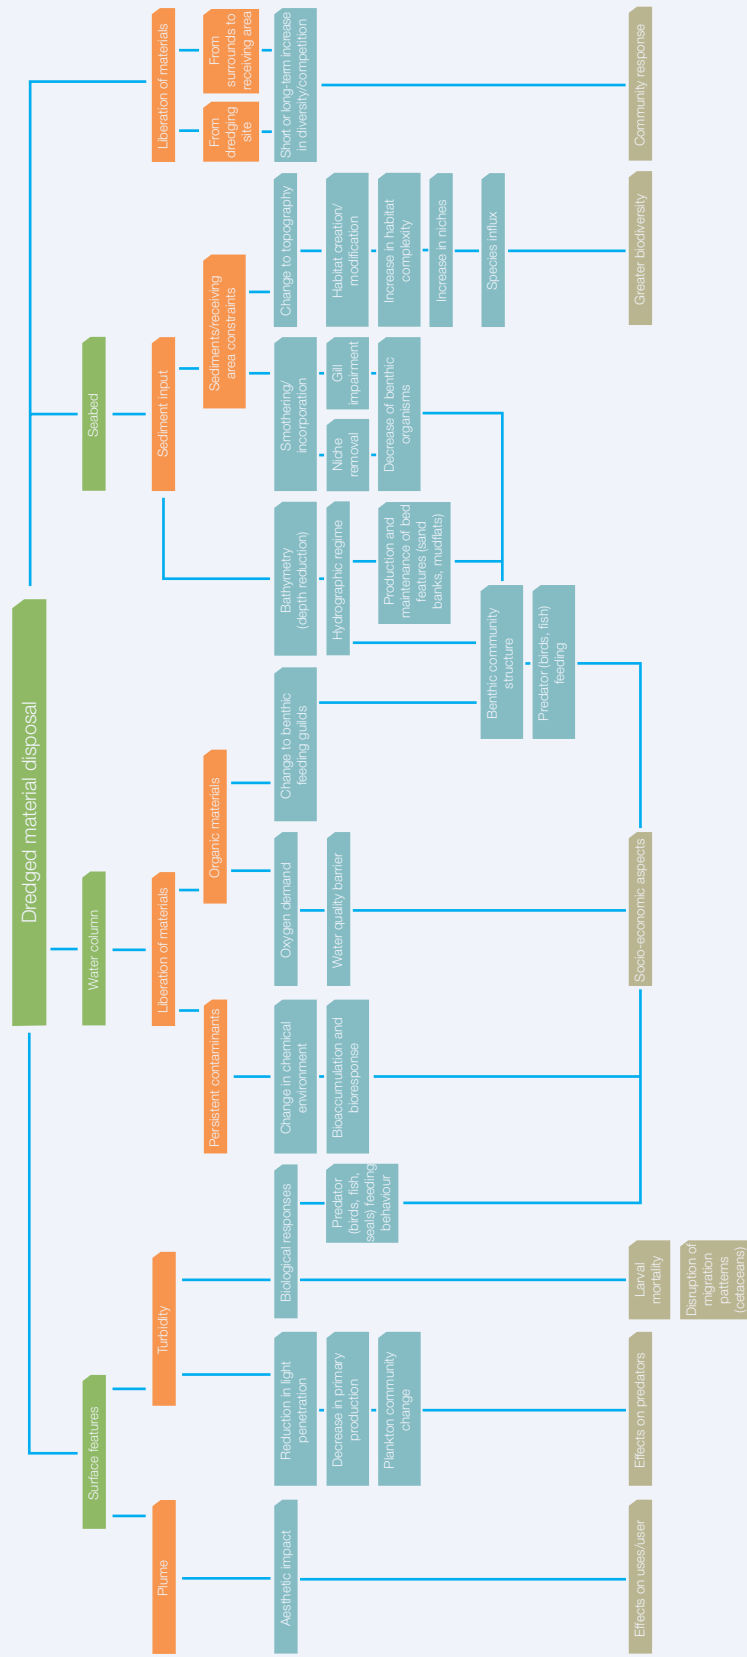 Dredged material disposal
Surface features
Water column
Seabed
Plume
Turbidity
Liberation of materials
Sediment input
Liberation of materials
Persistent contaminants
Organic materials
Sediments/receiving
area constraints
From
dredging
site
From
surrounds to
receiving area
Aesthetic impact
Reduction in light
penetration
Biological responses
Change in chemical
environment
Oxygen demand
Change to benthic
feeding guilds
Bathymetry
(depth reduction)
Smothering/
incorporation
Change to topography
Short or long-term increase
in diversity/competition
Decrease in primary
production
Predator
(birds, fish,
seals) feeding
behaviour
Bioaccumulation and
bioresponse
Water quality barrier
Hydrographic regime
Niche
removal
Gill
impairment
Habitat creation/
modification
Plankton community
change
Production and
maintenance of bed
features (sand
banks, mudflats)
Decrease of benthic
organisms
Increase in habitat
complexity
Increase in niches
Benthic community
structure
Species influx
Predator (birds, fish)
feeding
Effects on uses/user
Effects on predators
Larval
mortality
Socio-economic aspects
Greater biodiversity
Community response
Disruption of
migration
patterns
(cetaceans)